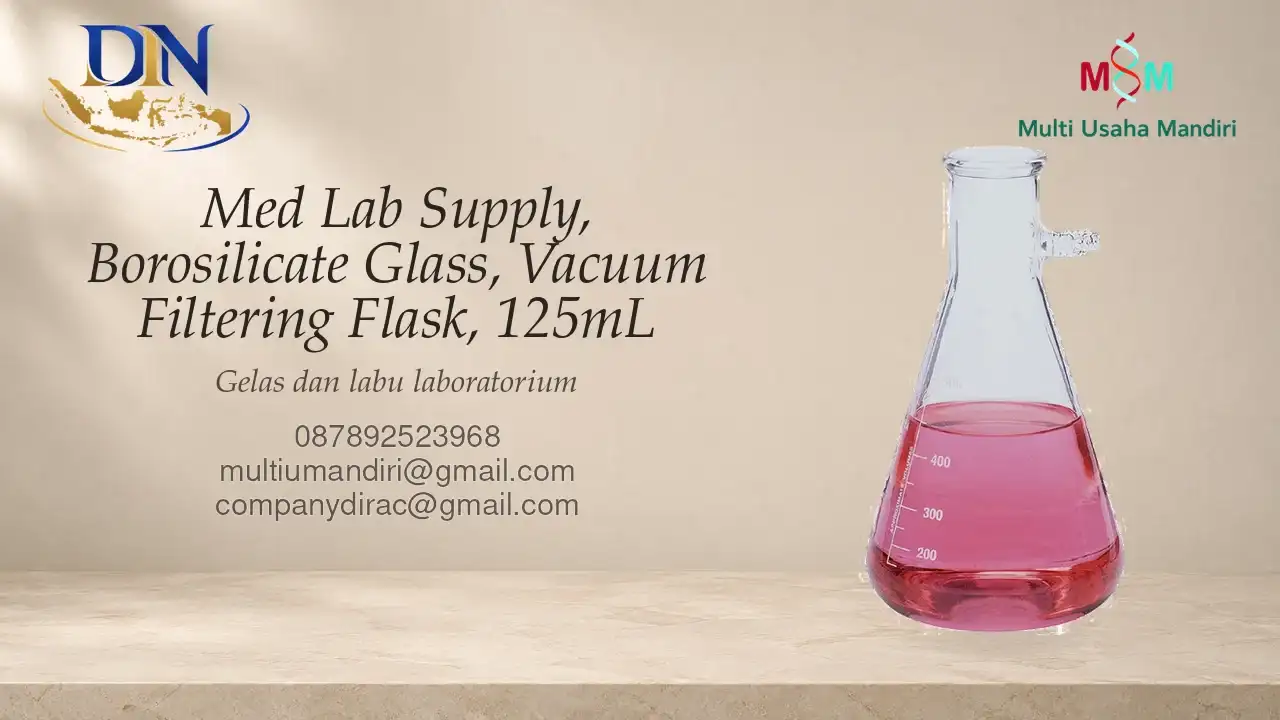 DN
MSM
Multi Usaha Mandiri
Med Lab Supply,
Borosilicate Glass, Vacuum
Filtering Flask, 125mL
Gelas dan labu laboratorium
087892523968
multiumandiri@gmail.com
companydirac@gmail.com
400
300
200